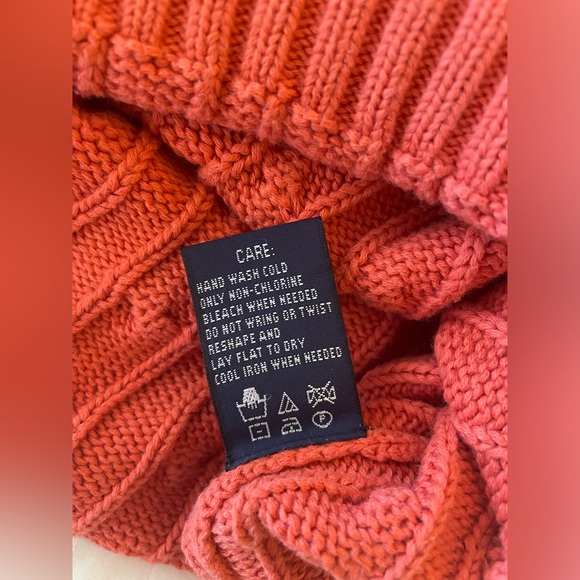 CARE:
HAND WASH COLD
ONLY NON-CHLORINE
BLEACH WHEN NEEDED
DO NOT WRING OR TWIST
RESHAPE AND
LAY FLAT TO DRY
COOL IRON WHEN NEEDED
P